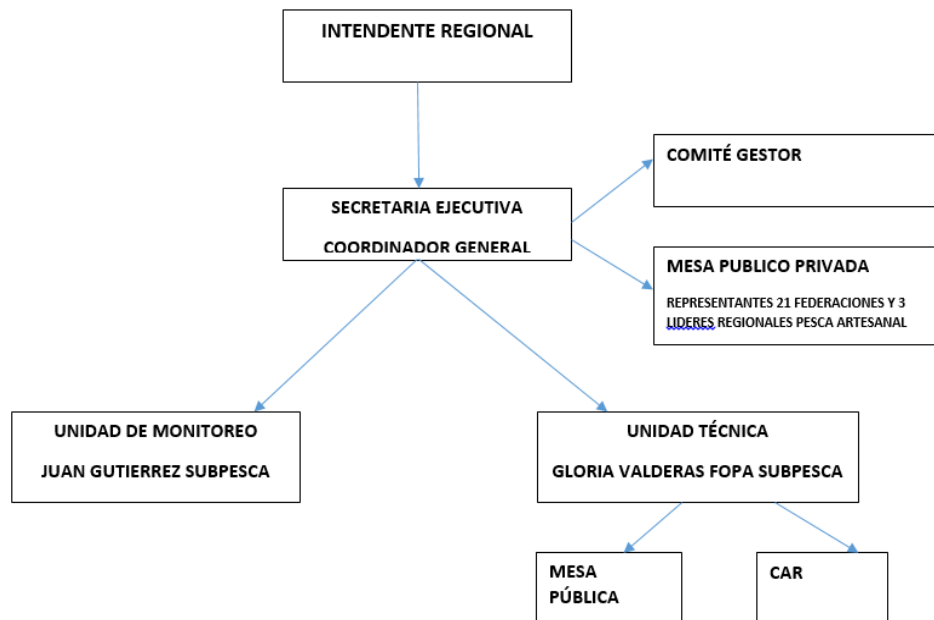 INTENDENTE REGIONAL
COMITÉ GESTOR
SECRETARIA EJECUTIVA
COORDINADOR GENERAL
MESA PUBLICO PRIVADA
REPRESENTANTES 21 FEDERACIONES Y 3
LIDERES REGIONALES PESCA ARTESANAL
UNIDAD DE MONITOREO
JUAN GUTIERREZ SUBPESCA
UNIDAD TÉCNICA
GLORIA VALDERAS FOPA SUBPESCA
MESA
PÚBLICA
CAR